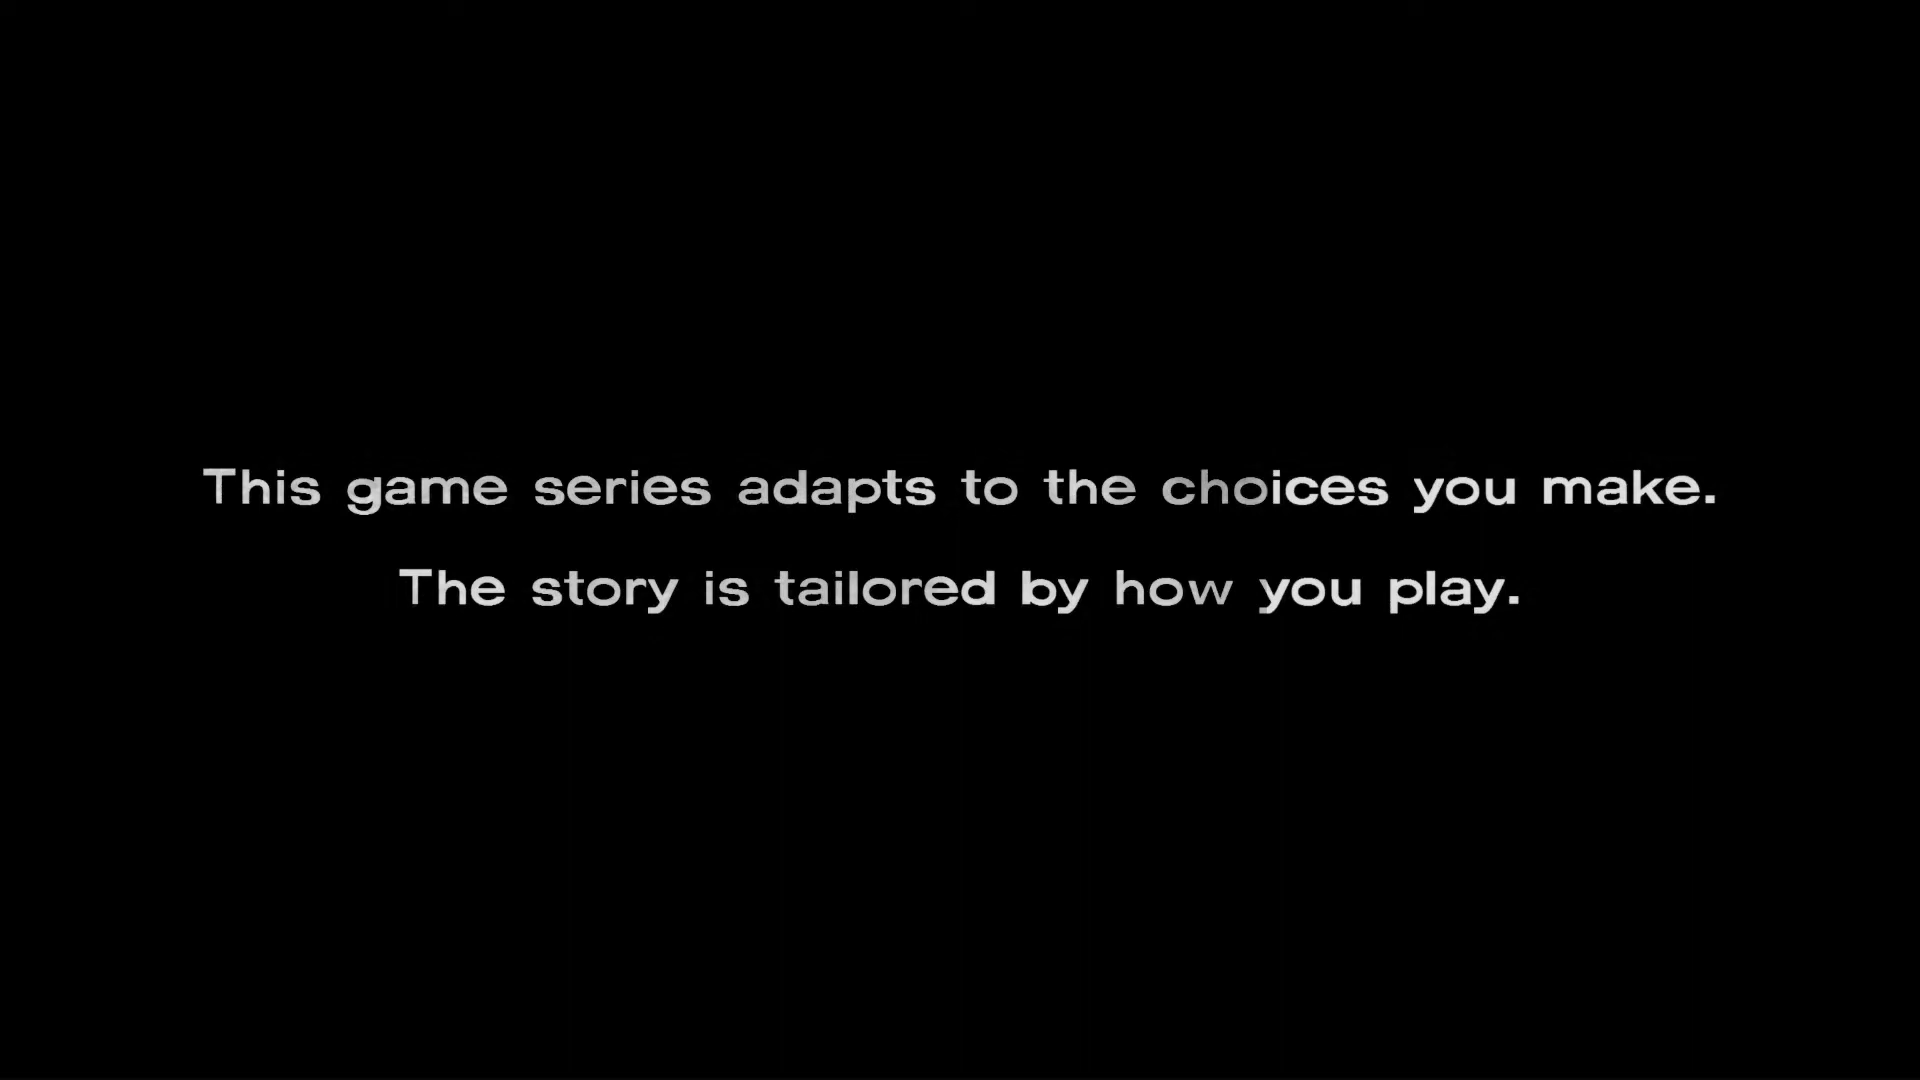 This game series adapts to the choices you make.
The story is tailored by how you play.